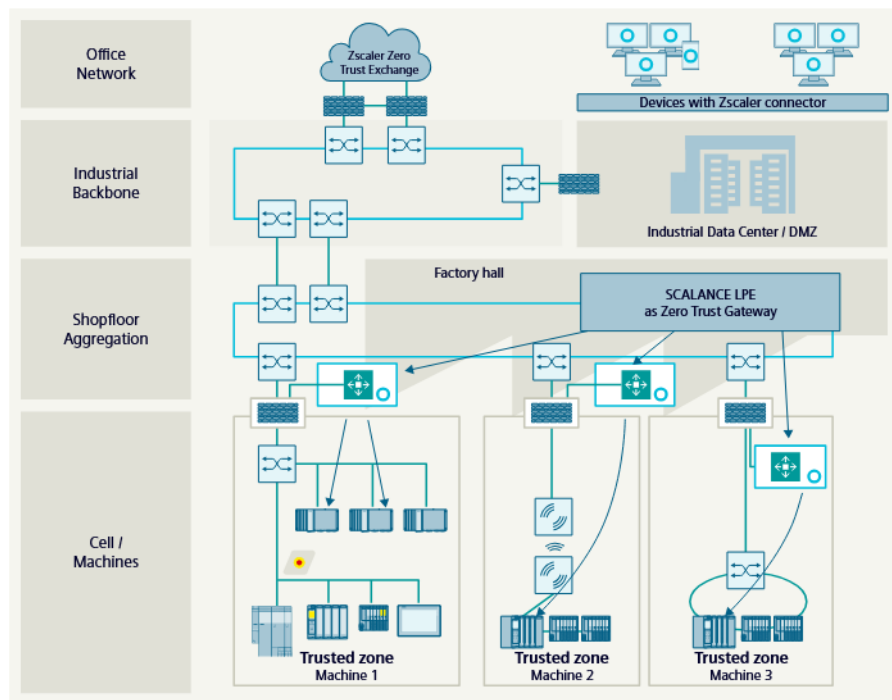 Office
Network
Zscaler Zero
Trust Exchange
Devices with Zscaler connector
Industrial
Backbone
Industrial Data Center / DMZ
Factory hall
Shopfloor
Aggregation
SCALANCE LPE
as Zero Trust Gateway
Cell /
Machines
Trusted zone
Machine 1
Trusted zone
Machine 2
Trusted zone
Machine 3